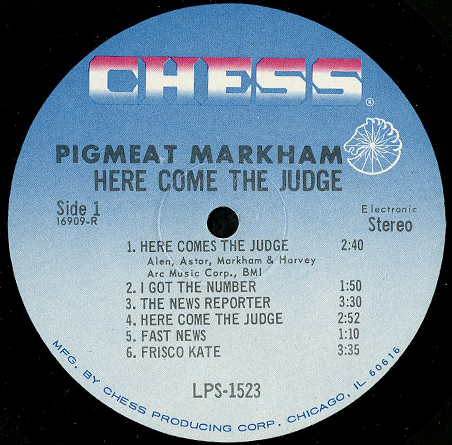 CHESS
®
PIGMEAT MARKHAM
HERE COME THE JUDGE
Side 1
16909-R
Electronic
Stereo
1. HERE COMES THE JUDGE 2:40
Alen, Astor, Markham & Harvey
Arc Music Corp., BMI
2. I GOT THE NUMBER 1:50
3. THE NEWS REPORTER 3:30
4. HERE COME THE JUDGE 2:52
5. FAST NEWS 1:10
6. FRISCO KATE 3:35
LPS-1523
MFG. BY CHESS PRODUCING CORP. CHICAGO, IL 60616